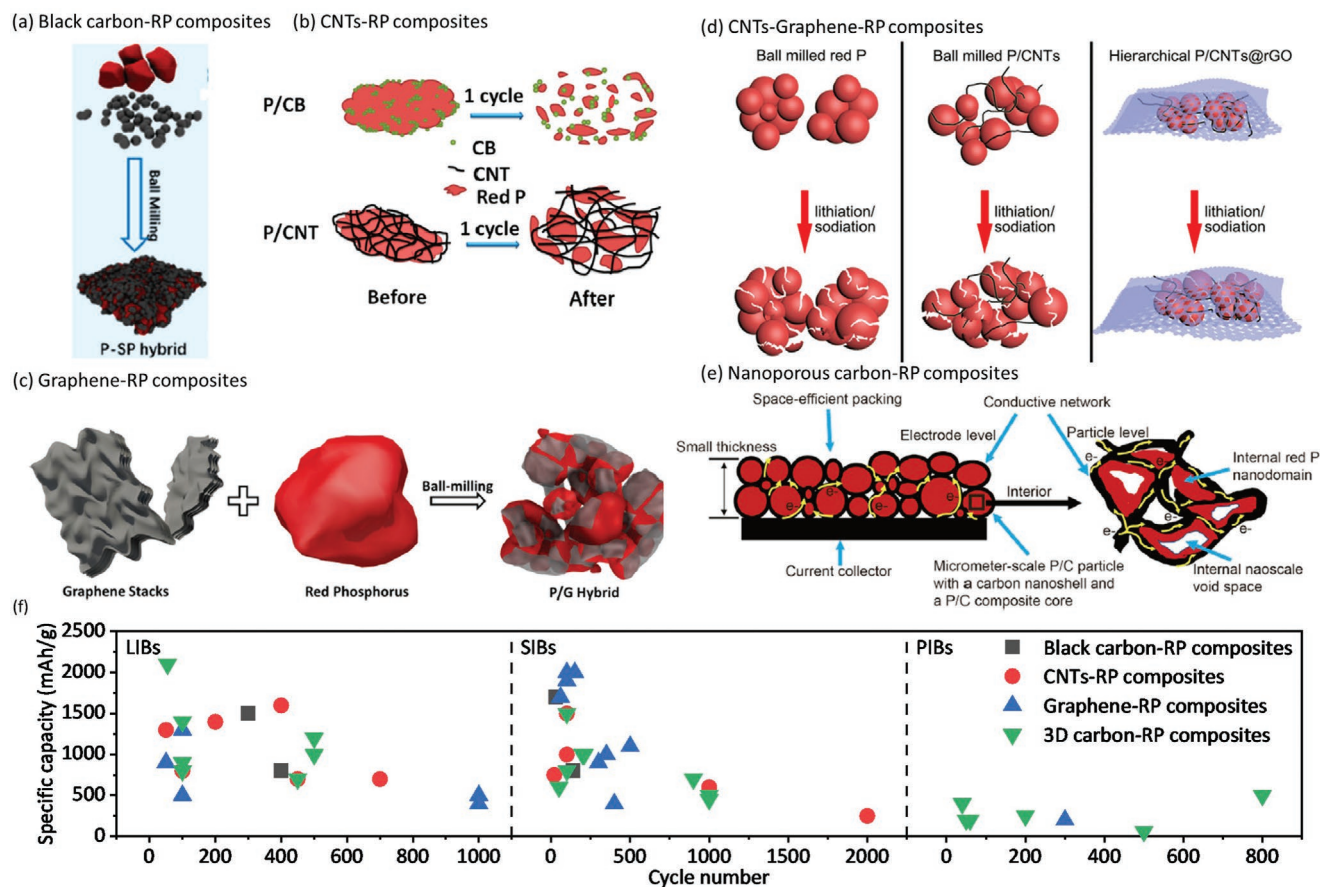 (a) Black carbon-RP composites
Ball Milling
P-SP hybrid
(b) CNTs-RP composites
P/CB
1 cycle
CB
CNT
Red P
P/CNT
1 cycle
Before
After
(c) Graphene-RP composites
Graphene Stacks
Red Phosphorus
Ball-milling
P/G Hybrid
(d) CNTs-Graphene-RP composites
Ball milled red P
Ball milled P/CNTs
Hierarchical P/CNTs@rGO
lithiation/
sodiation
lithiation/
sodiation
lithiation/
sodiation
(e) Nanoporous carbon-RP composites
Space-efficient packing
Conductive network
Small thickness
Electrode level
Particle level
e-
e-
e-
e-
Interior
e-
e-
e-
e-
Internal red P
nanodomain
Current collector
Micrometer-scale P/C particle
with a carbon nanoshell and
a P/C composite core
Internal naoscale
void space
(f)
Specific capacity (mAh/g)
2500
2000
1500
1000
500
0
LIBs
SIBs
PIBs
Black carbon-RP composites
CNTs-RP composites
Graphene-RP composites
3D carbon-RP composites
0 200 400 600 800 1000
0 500 1000 1500 2000
0 200 400 600 800
Cycle number